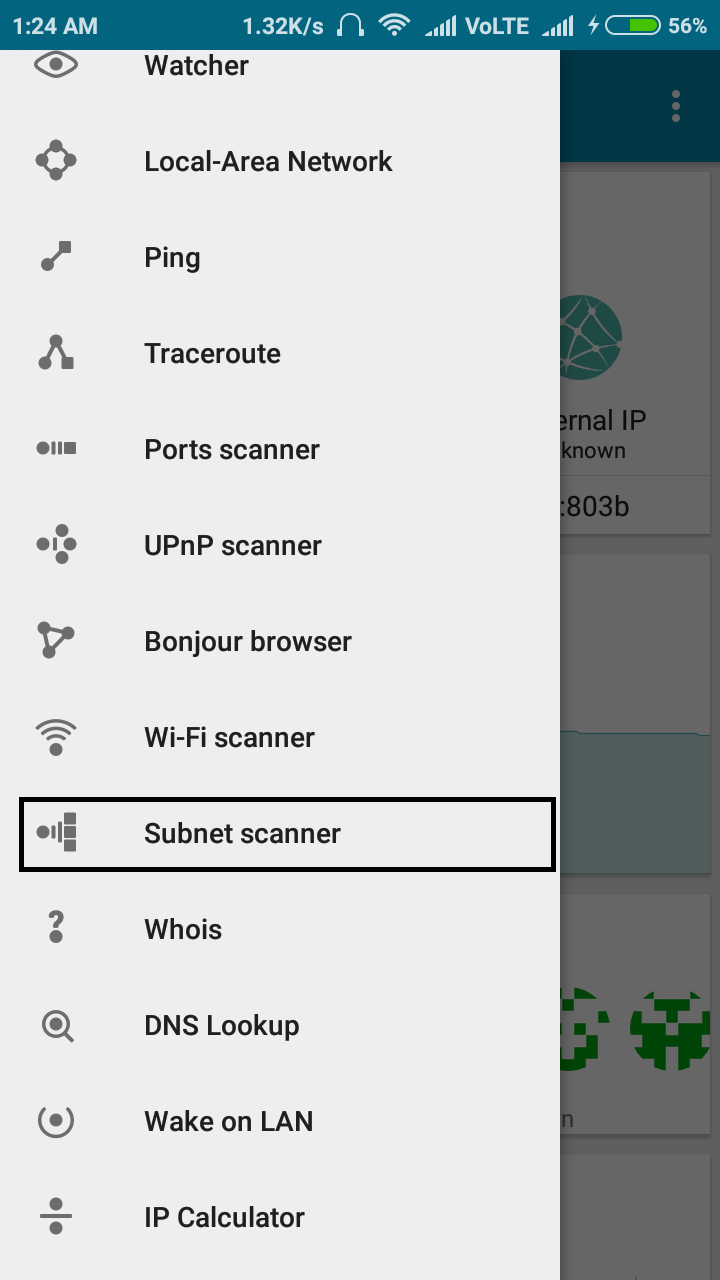 1:24 AM 1.32K/s VoLTE 56%
Watcher
Local-Area Network
Ping
Traceroute
ernal IP
known
Ports scanner
:803b
UPnP scanner
Bonjour browser
Wi-Fi scanner
Subnet scanner
Whois
DNS Lookup
Wake on LAN
n
IP Calculator